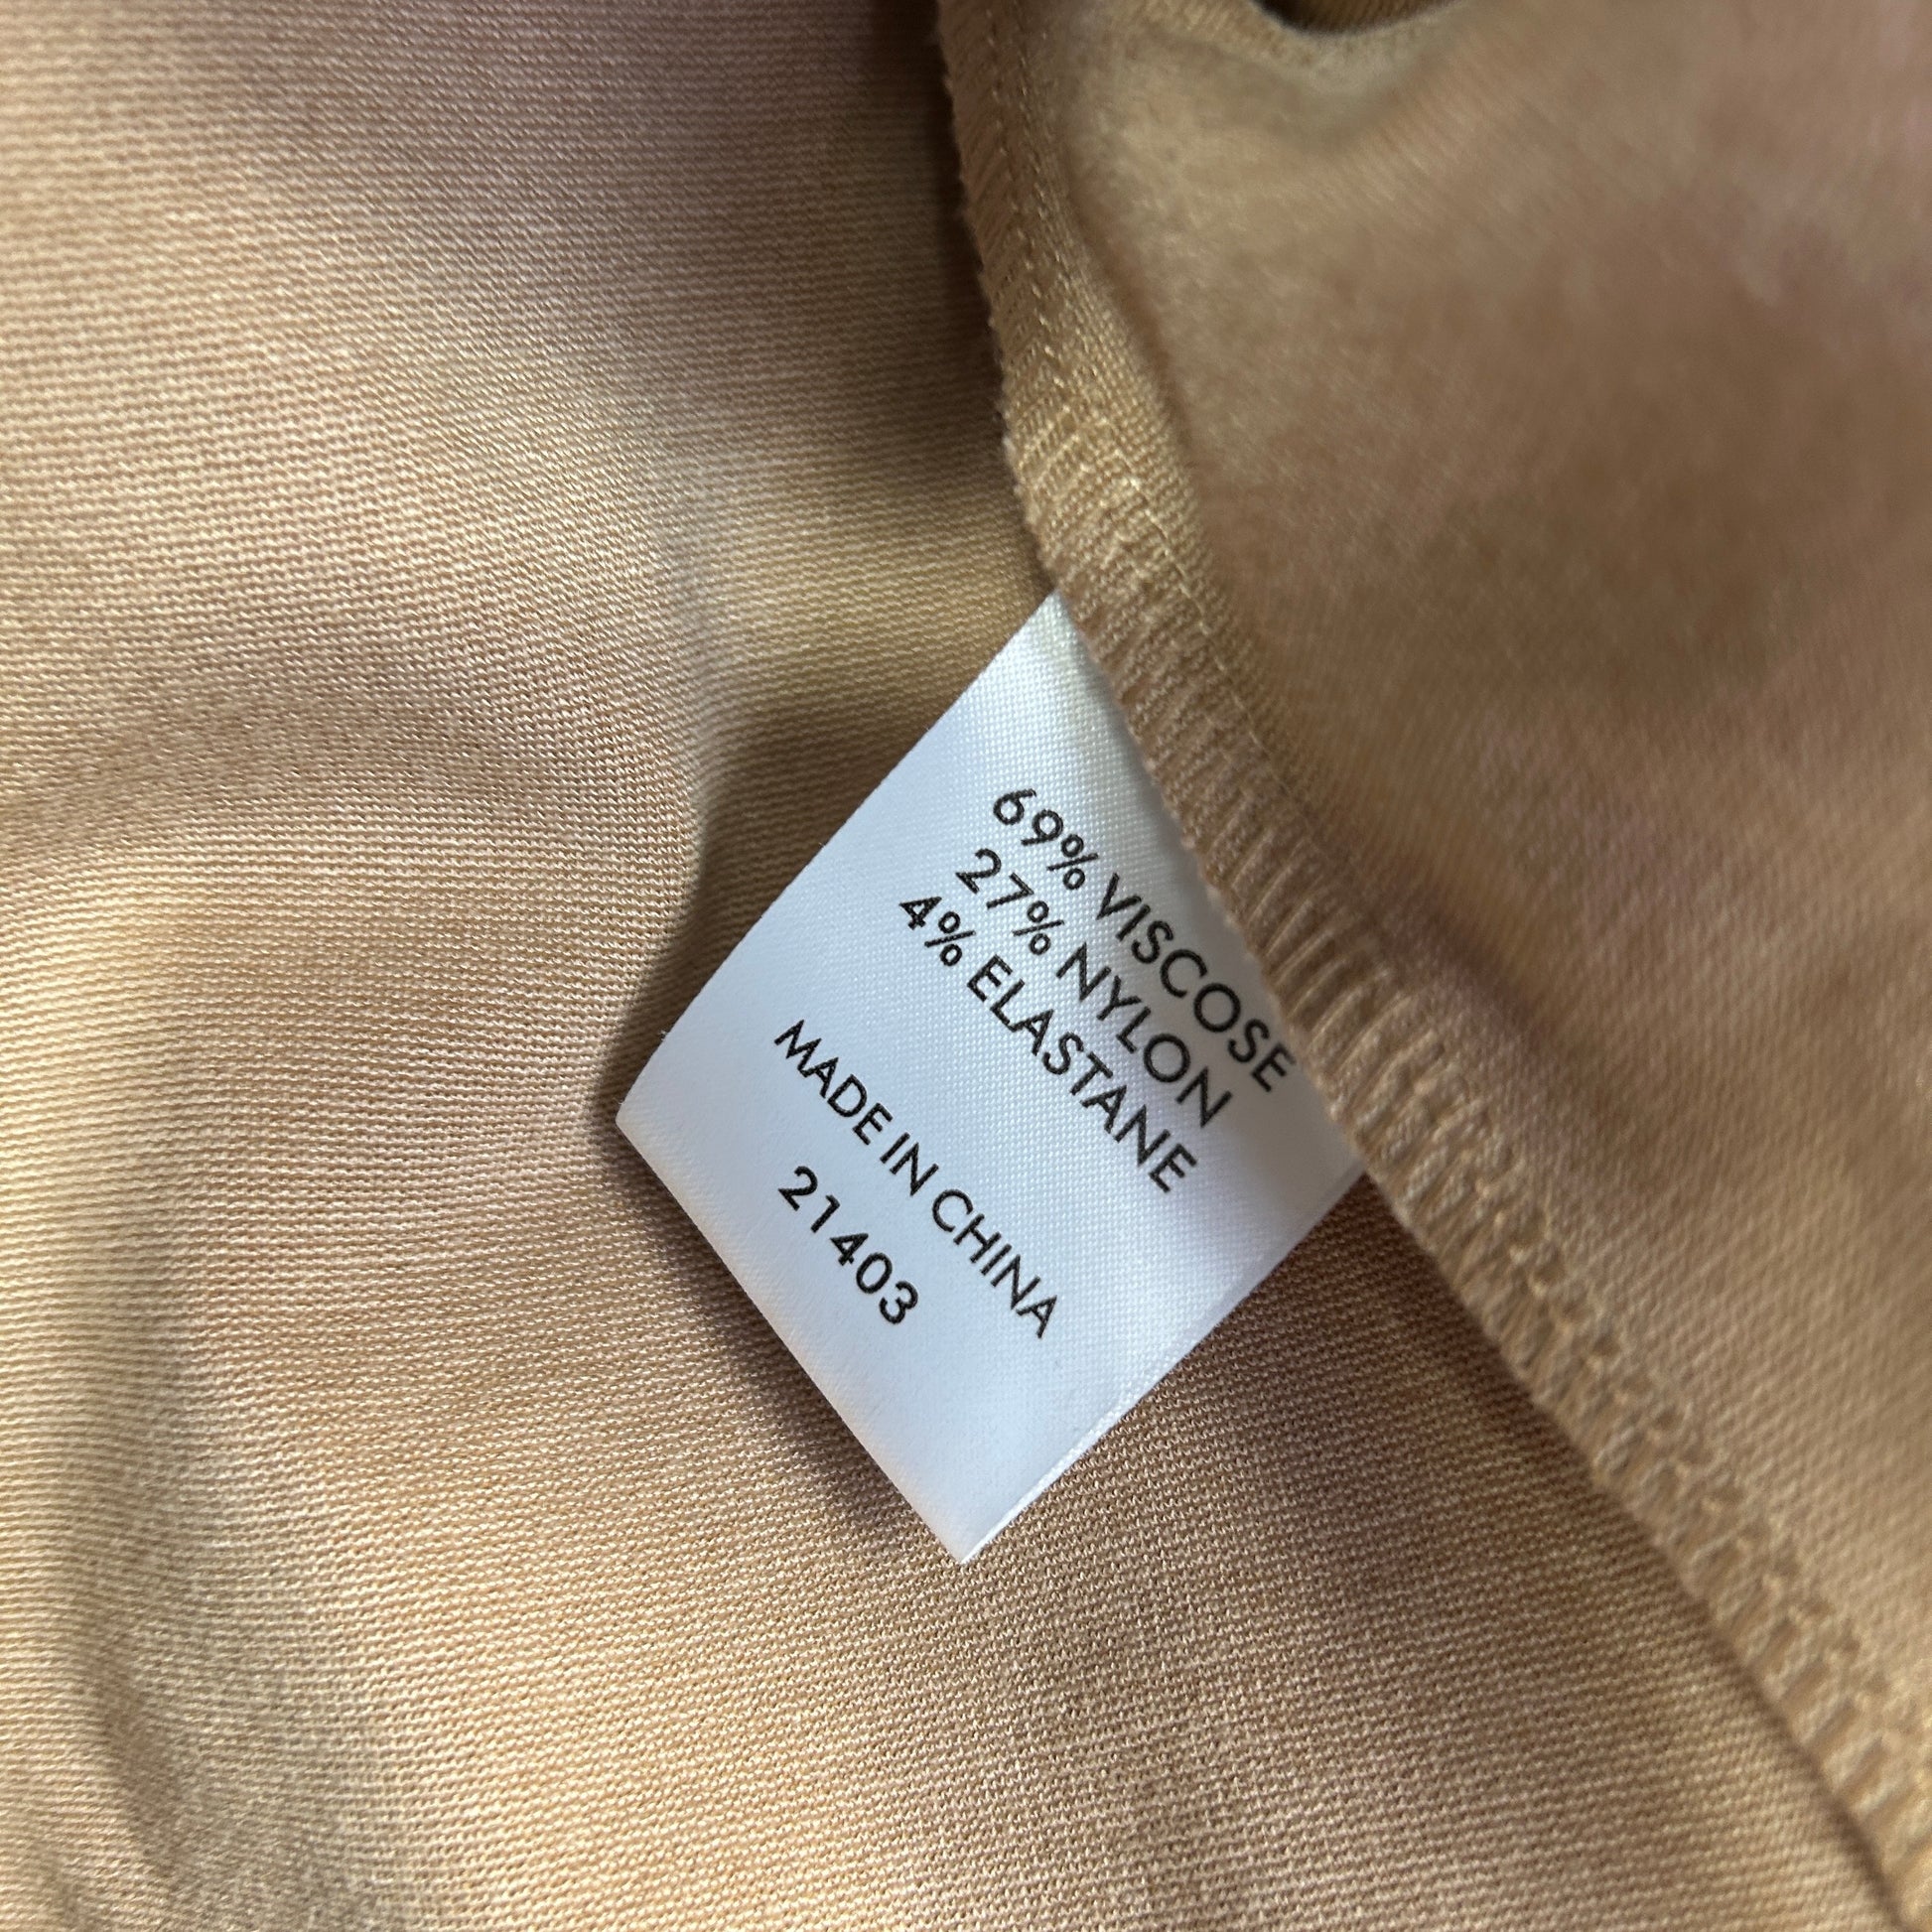 69% VISCOSE
27% NYLON
4% ELASTANE
MADE IN CHINA
21403